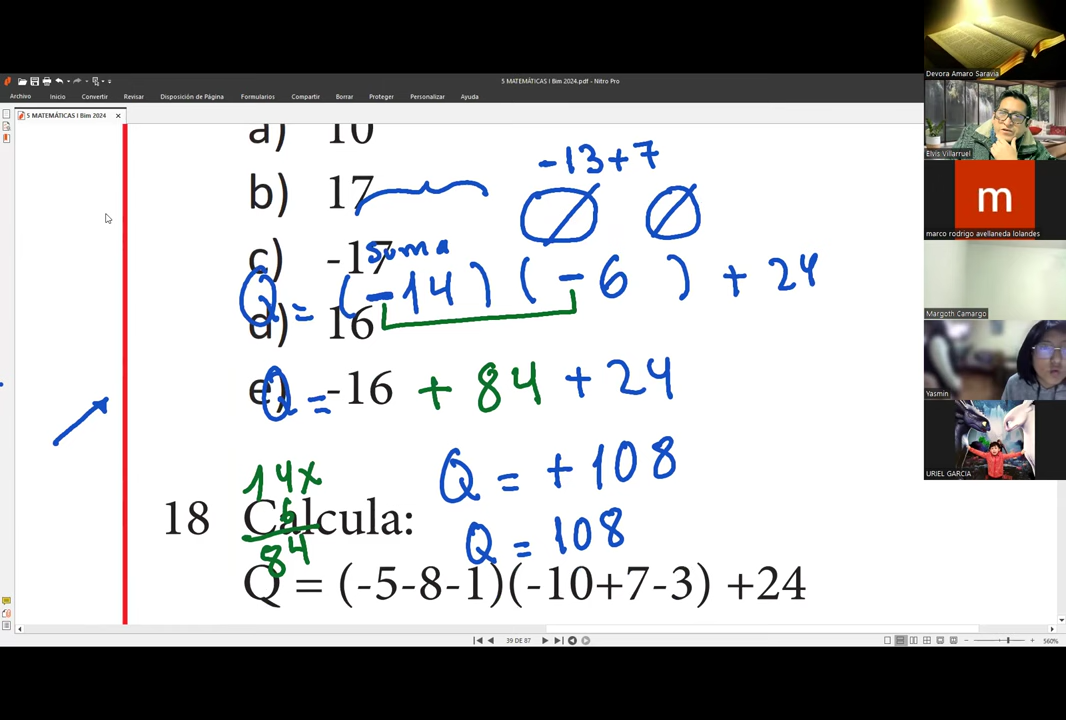 5 MATEMÁTICAS I Bim 2024.pdf - Nitro Pro
Archivo Inicio Convertir Revisar Disposición de Página Formularios Compartir Borrar Proteger Personalizar Ayuda
5 MATEMÁTICAS I Bim 2024 ×
a) 10
-13+7
b) 17
suma
c) -17
Q = (-14) (-6) + 24
d) 16
e) -16
Q = + 84 + 24
14x
6
84
Q = +108
Q = 108
18 Calcula:
Q = (-5-8-1)(-10+7-3) +24
39 DE 87
560%
Devora Amaro Saravia
Elvis Villarruel
m
marco rodrigo avellaneda lolandes
Margoth Camargo
Yasmin
URIEL GARCIA